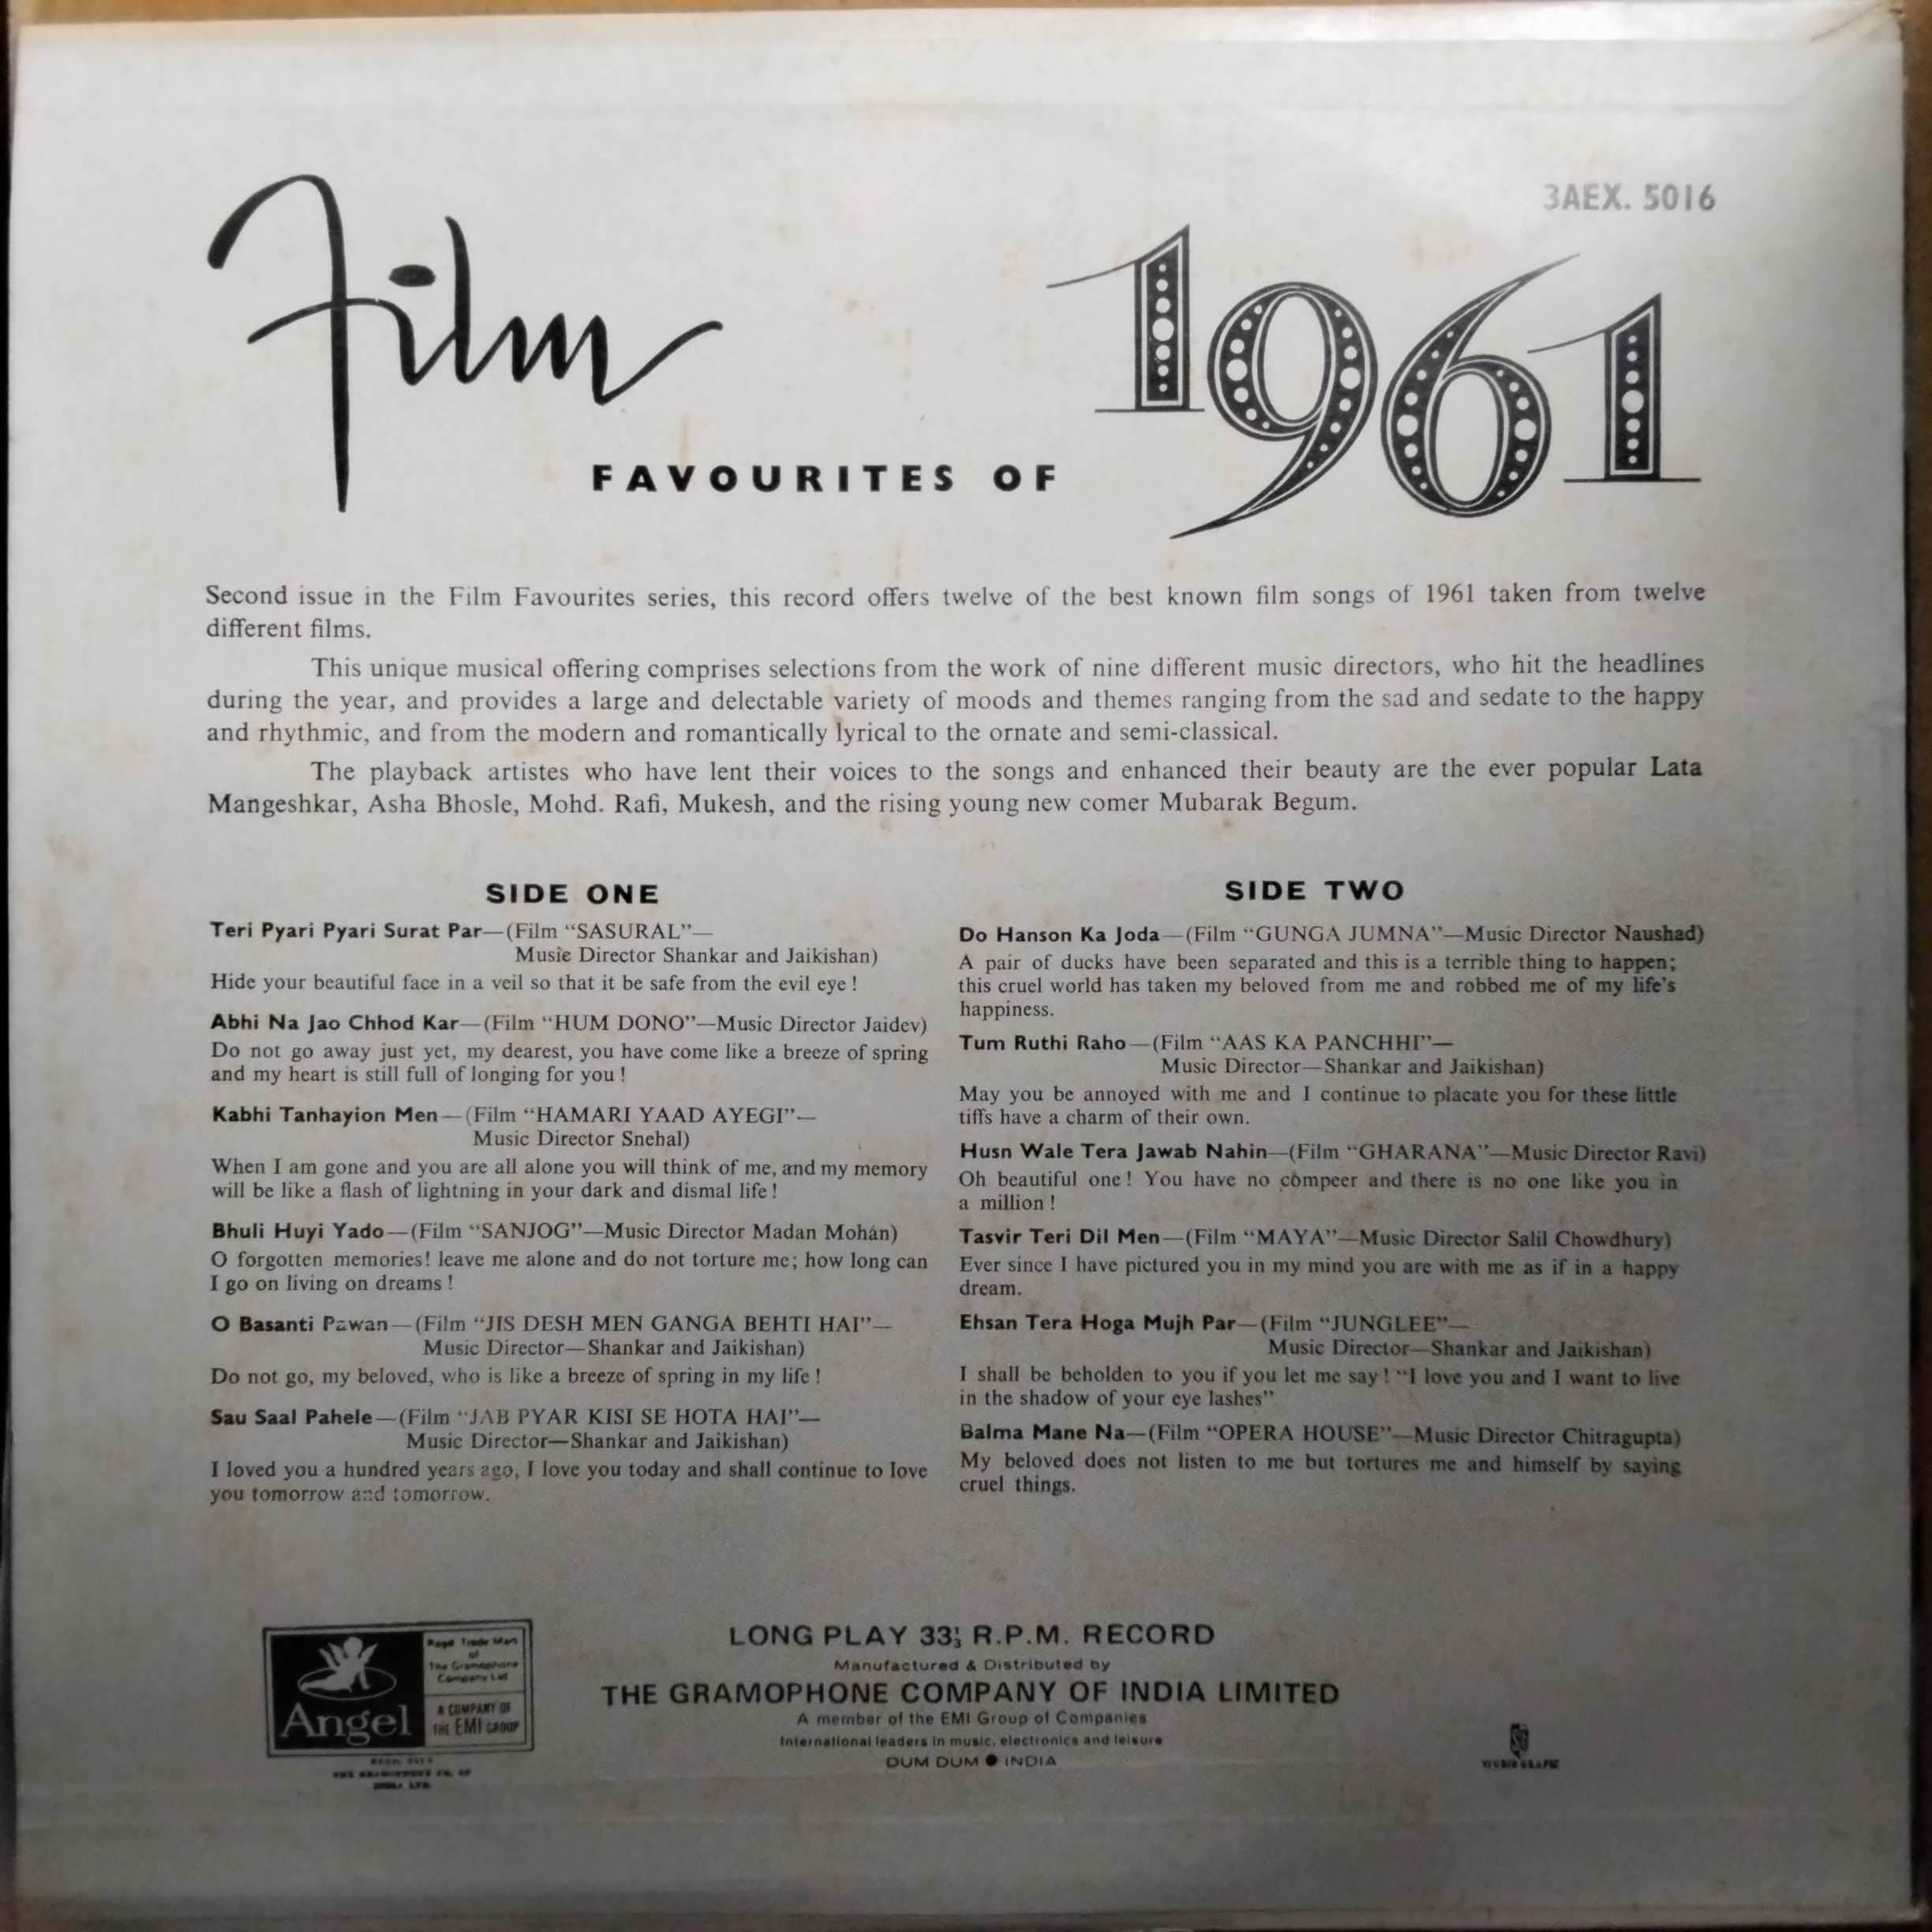 3AEX. 5016
Film
1961
FAVOURITES OF
Second issue in the Film Favourites series, this record offers twelve of the best known film songs of 1961 taken from twelve
different films.
This unique musical offering comprises selections from the work of nine different music directors, who hit the headlines
during the year, and provides a large and delectable variety of moods and themes ranging from the sad and sedate to the happy
and rhythmic, and from the modern and romantically lyrical to the ornate and semi-classical.
The playback artistes who have lent their voices to the songs and enhanced their beauty are the ever popular Lata
Mangeshkar, Asha Bhosle, Mohd. Rafi, Mukesh, and the rising young new comer Mubarak Begum.
SIDE ONE
Teri Pyari Pyari Surat Par—(Film “SASURAL”—
Music Director Shankar and Jaikishan)
Hide your beautiful face in a veil so that it be safe from the evil eye !
Abhi Na Jao Chhod Kar—(Film “HUM DONO”—Music Director Jaidev)
Do not go away just yet, my dearest, you have come like a breeze of spring
and my heart is still full of longing for you !
Kabhi Tanhayion Men—(Film “HAMARI YAAD AYEGI”—
Music Director Snehal)
When I am gone and you are all alone you will think of me, and my memory
will be like a flash of lightning in your dark and dismal life !
Bhuli Huyi Yado—(Film “SANJOG”—Music Director Madan Mohan)
O forgotten memories! leave me alone and do not torture me; how long can
I go on living on dreams !
O Basanti Pawan—(Film “JIS DESH MEN GANGA BEHTI HAI”—
Music Director—Shankar and Jaikishan)
Do not go, my beloved, who is like a breeze of spring in my life !
Sau Saal Pahele—(Film “JAB PYAR KISI SE HOTA HAI”—
Music Director—Shankar and Jaikishan)
I loved you a hundred years ago, I love you today and shall continue to love
you tomorrow and tomorrow.
SIDE TWO
Do Hanson Ka Joda—(Film “GUNGA JUMNA”—Music Director Naushad)
A pair of ducks have been separated and this is a terrible thing to happen;
this cruel world has taken my beloved from me and robbed me of my life’s
happiness.
Tum Ruthi Raho—(Film “AAS KA PANCHHI”—
Music Director—Shankar and Jaikishan)
May you be annoyed with me and I continue to placate you for these little
tiffs have a charm of their own.
Husn Wale Tera Jawab Nahin—(Film “GHARANA”—Music Director Ravi)
Oh beautiful one! You have no compeer and there is no one like you in
a million !
Tasvir Teri Dil Men—(Film “MAYA”—Music Director Salil Chowdhury)
Ever since I have pictured you in my mind you are with me as if in a happy
dream.
Ehsan Tera Hoga Mujh Par—(Film “JUNGLEE”—
Music Director—Shankar and Jaikishan)
I shall be beholden to you if you let me say ! “I love you and I want to live
in the shadow of your eye lashes”
Balma Mane Na—(Film “OPERA HOUSE”—Music Director Chitragupta)
My beloved does not listen to me but tortures me and himself by saying
cruel things.
Angel
Regd Trade Mark
of
The Gramophone
Company Ltd
A COMPANY OF
THE EMI GROUP
REGD. USER
THE GRAMOPHONE CO. OF
INDIA LTD.
LONG PLAY 33⅓ R.P.M. RECORD
Manufactured & Distributed by
THE GRAMOPHONE COMPANY OF INDIA LIMITED
A member of the EMI Group of Companies
International leaders in music, electronics and leisure
DUM DUM ● INDIA